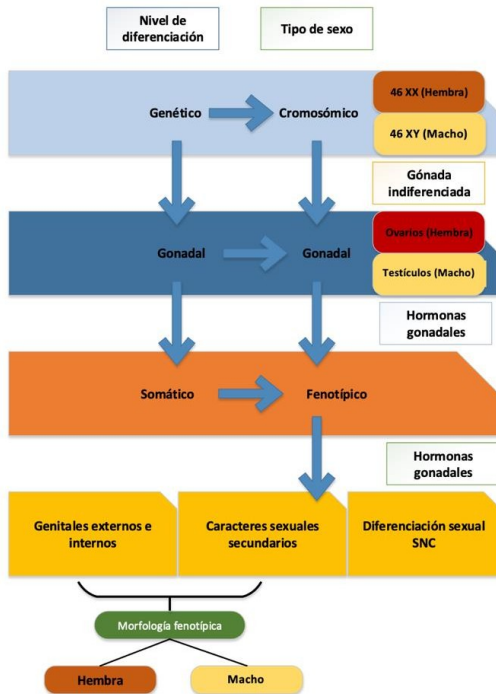 Nivel de
diferenciación
Tipo de sexo
Genético
Cromosómico
46 XX (Hembra)
46 XY (Macho)
Gónada
indiferenciada
Gonadal
Gonadal
Ovarios (Hembra)
Testículos (Macho)
Hormonas
gonadales
Somático
Fenotípico
Hormonas
gonadales
Genitales externos e
internos
Caracteres sexuales
secundarios
Diferenciación sexual
SNC
Morfología fenotípica
Hembra
Macho